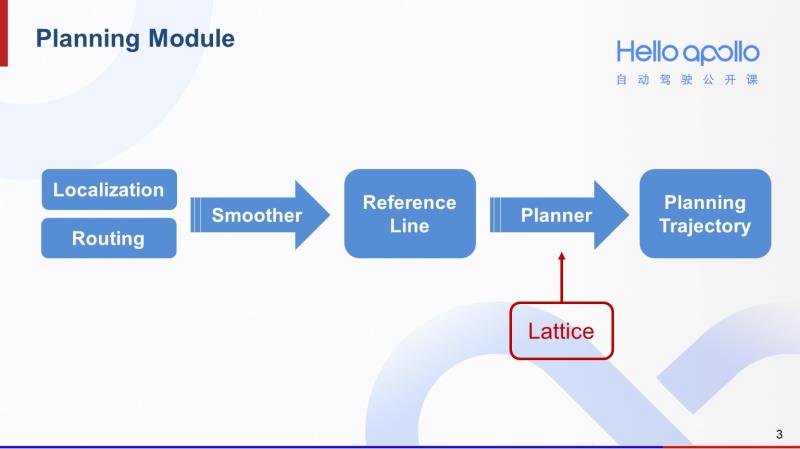 Planning Module
Hello apollo
自动驾驶公开课
Localization
Routing
Smoother
Reference
Line
Planner
Planning
Trajectory
Lattice
3